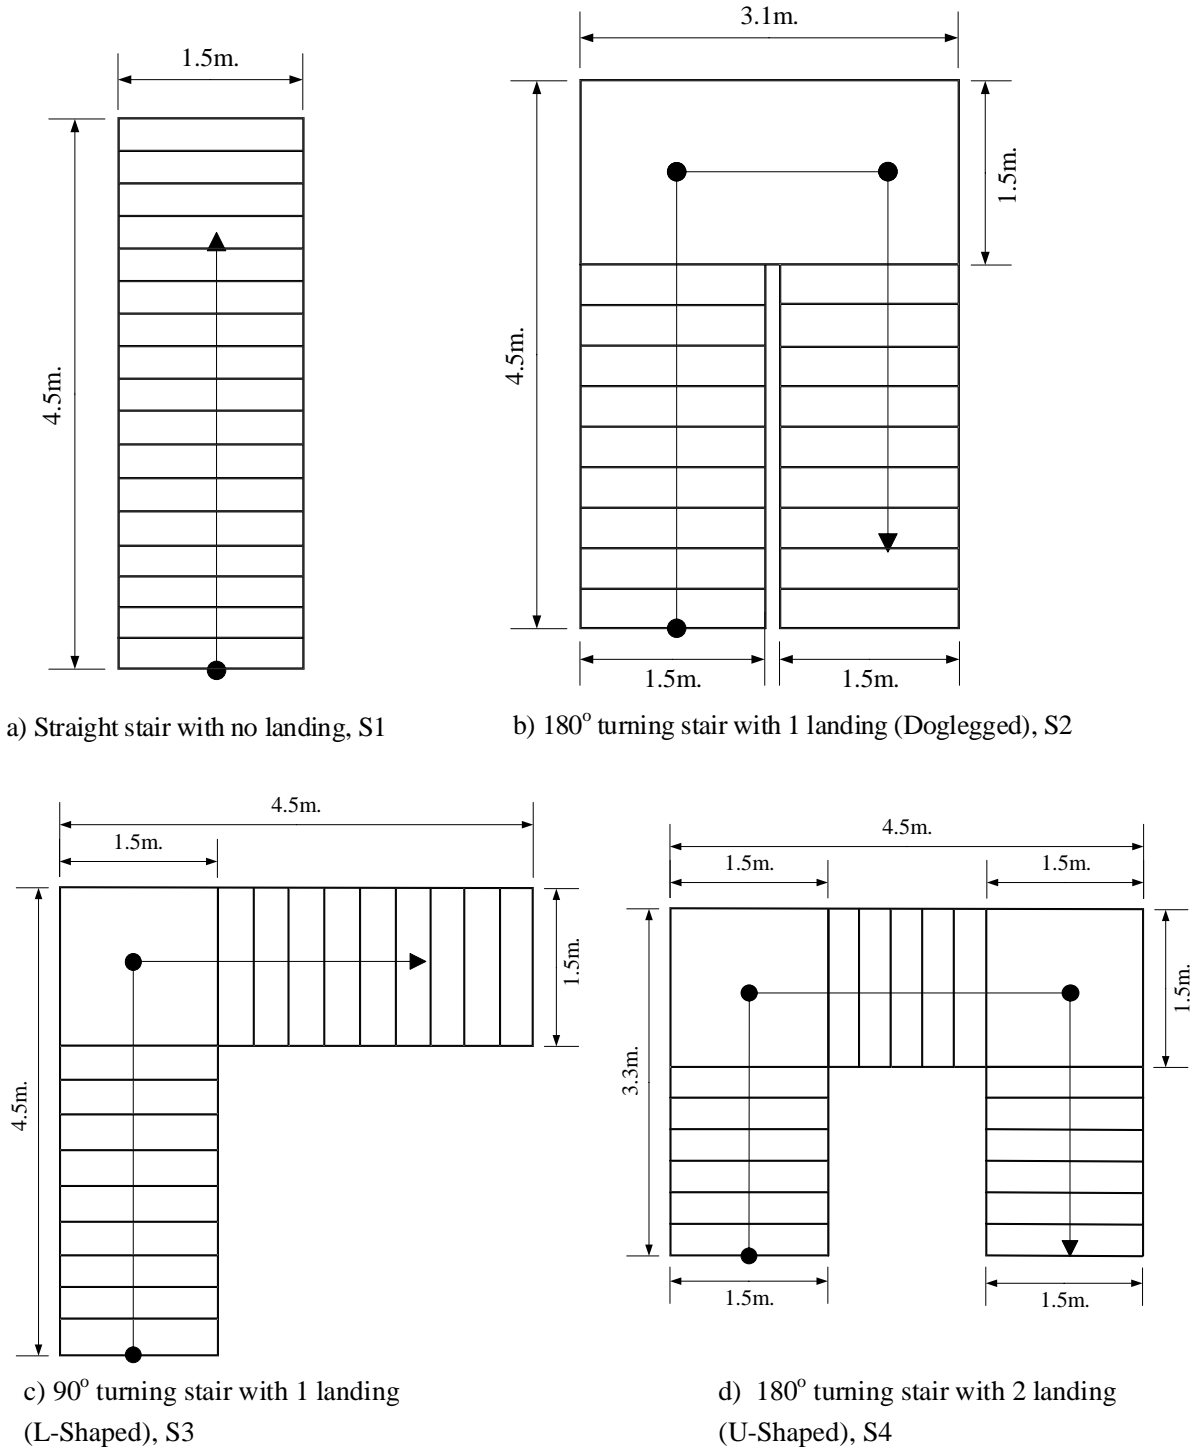 1.5m.
4.5m.
a) Straight stair with no landing, S1
3.1m.
4.5m.
1.5m.
1.5m.
1.5m.
b) 180° turning stair with 1 landing (Doglegged), S2
4.5m.
1.5m.
4.5m.
1.5m.
c) 90° turning stair with 1 landing
(L-Shaped), S3
4.5m.
1.5m.
1.5m.
3.3m.
1.5m.
1.5m.
1.5m.
d) 180° turning stair with 2 landing
(U-Shaped), S4